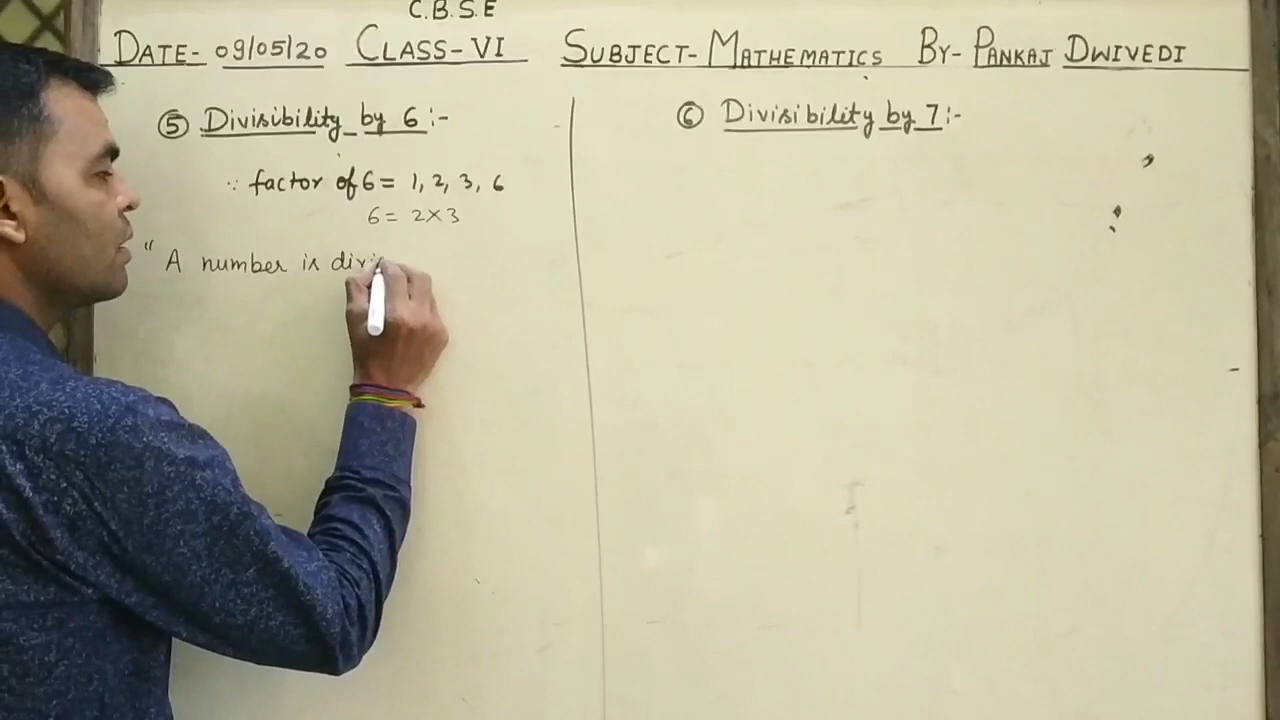 C.B.S.E
DATE- 09/05/20 CLASS-VI SUBJECT- MATHEMATICS BY- PANKAJ DWIVEDI
⑤ Divisibility by 6:-
∵ factor of 6 = 1, 2, 3, 6
6 = 2×3
"A number is divi
⑥ Divisibility by 7:-